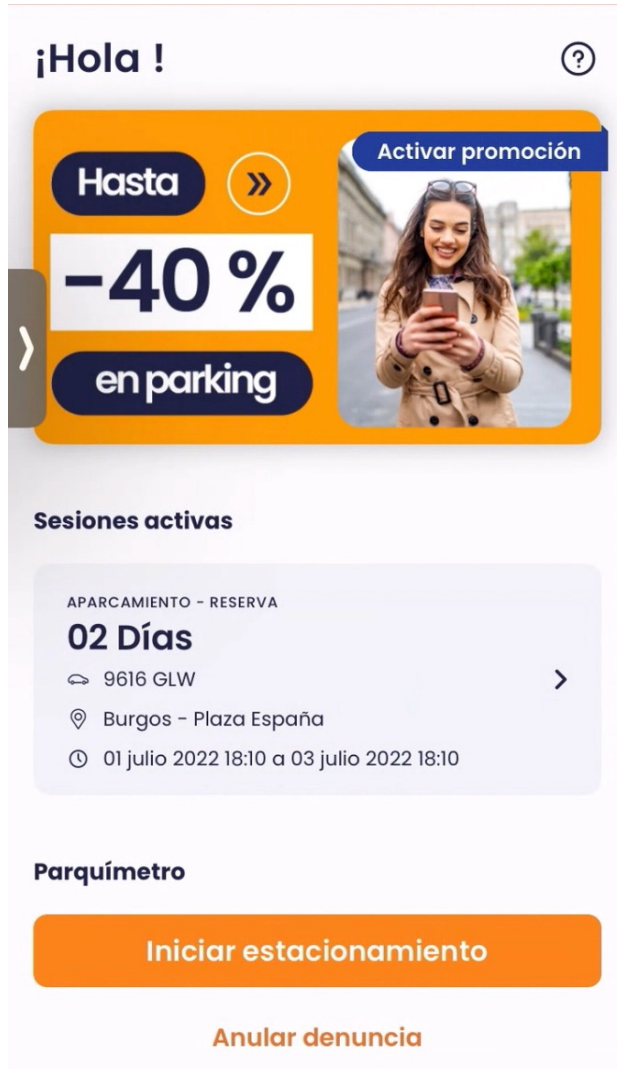 ¡Hola !
Activar promoción
Hasta
-40 %
en parking
Sesiones activas
APARCAMIENTO - RESERVA
02 Días
9616 GLW
Burgos - Plaza España
01 julio 2022 18:10 a 03 julio 2022 18:10
Parquímetro
Iniciar estacionamiento
Anular denuncia